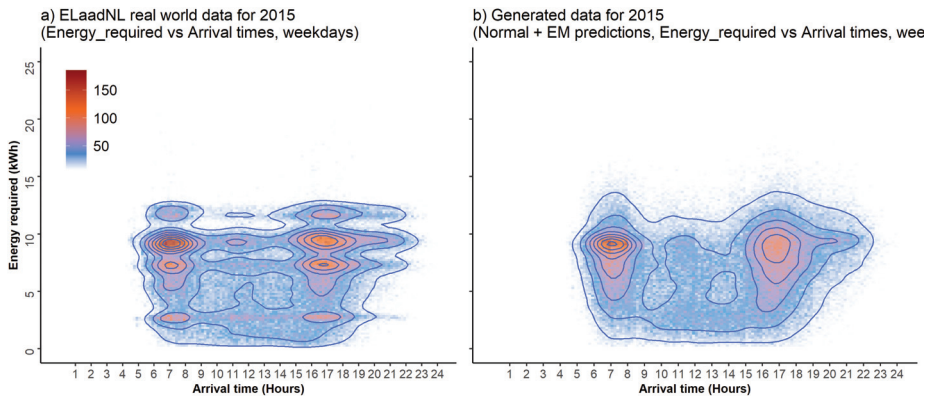 a) ELaadNL real world data for 2015
(Energy_required vs Arrival times, weekdays)
b) Generated data for 2015
(Normal + EM predictions, Energy_required vs Arrival times, wee
Energy required (kWh)
25
20
15
10
5
0
150
100
50
1 2 3 4 5 6 7 8 9 10 11 12 13 14 15 16 17 18 19 20 21 22 23 24
Arrival time (Hours)
1 2 3 4 5 6 7 8 9 10 11 12 13 14 15 16 17 18 19 20 21 22 23 24
Arrival time (Hours)